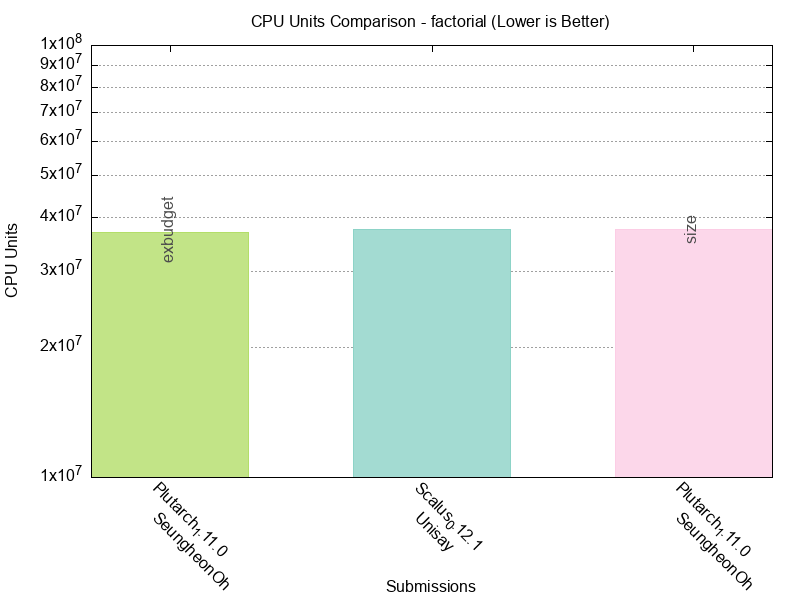 CPU Units Comparison - factorial (Lower is Better)
CPU Units
1x10^8
9x10^7
8x10^7
7x10^7
6x10^7
5x10^7
4x10^7
3x10^7
2x10^7
1x10^7
exbudget
size
Plutarch_1.11.0
SeungheonOh
Scalus_0.12.1
Unisay
Plutarch_1.11.0
SeungheonOh
Submissions